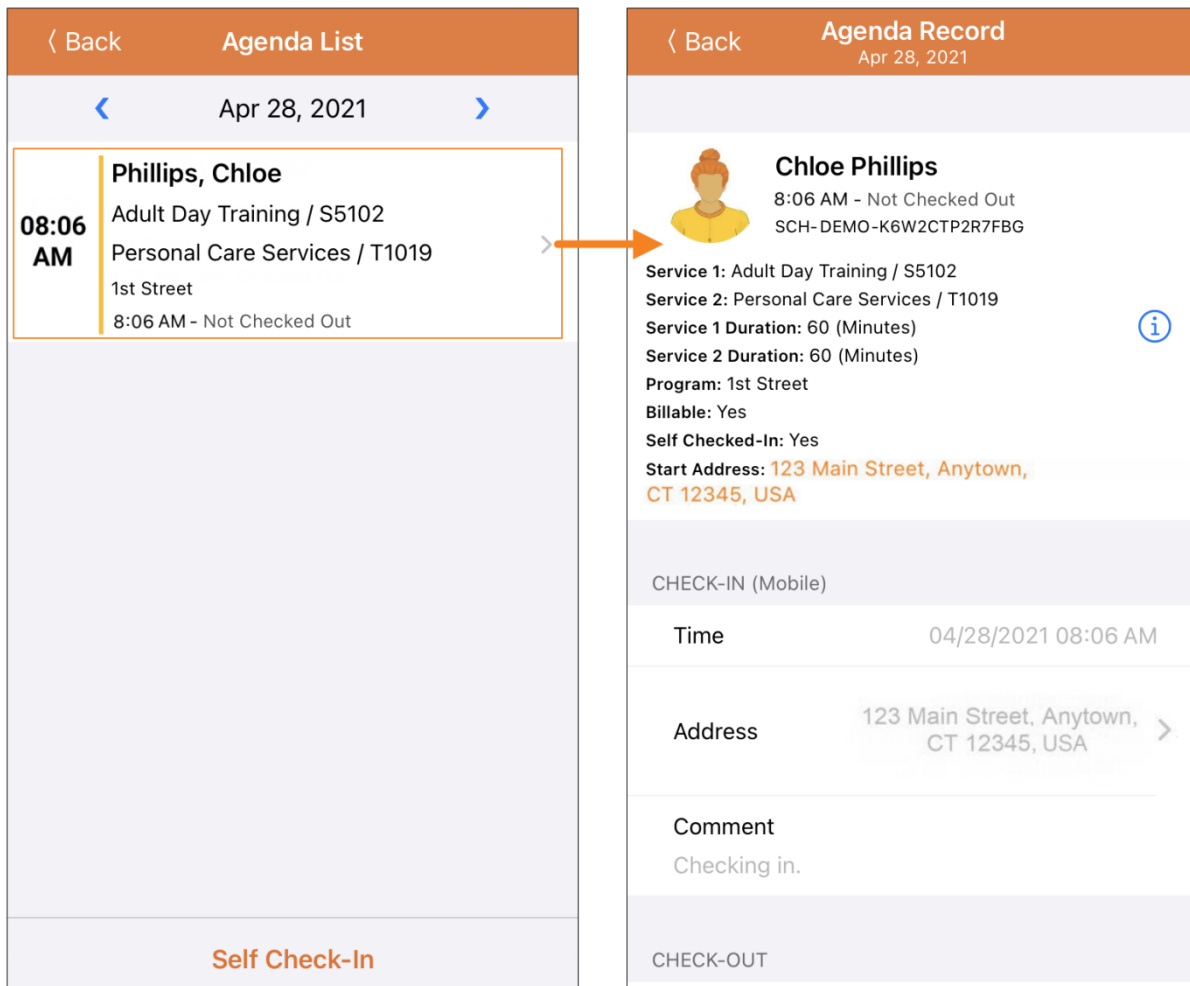 Back
Agenda List
Apr 28, 2021
08:06
AM
Phillips, Chloe
Adult Day Training / S5102
Personal Care Services / T1019
1st Street
8:06 AM - Not Checked Out
Self Check-In
Back
Agenda Record
Apr 28, 2021
Chloe Phillips
8:06 AM - Not Checked Out
SCH-DEMO-K6W2CTP2R7FBG
Service 1: Adult Day Training / S5102
Service 2: Personal Care Services / T1019
Service 1 Duration: 60 (Minutes)
Service 2 Duration: 60 (Minutes)
Program: 1st Street
Billable: Yes
Self Checked-In: Yes
Start Address: 123 Main Street, Anytown,
CT 12345, USA
CHECK-IN (Mobile)
Time
04/28/2021 08:06 AM
Address
123 Main Street, Anytown,
CT 12345, USA
Comment
Checking in.
CHECK-OUT